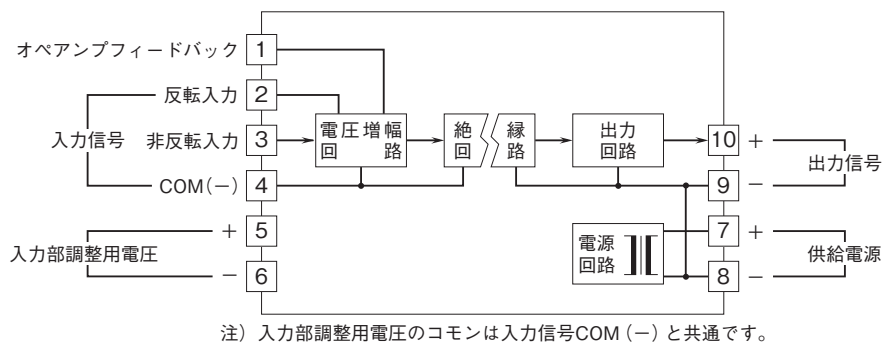 オペアンプフィードバック 1
反転入力 2
入力信号
非反転入力 3
COM(−) 4
電圧増幅
回　　路
絶 縁
回 路
出力
回路
10 +
9 −
出力信号
+ 5
入力部調整用電圧
− 6
電源
回路
7 +
8 −
供給電源
注）入力部調整用電圧のコモンは入力信号COM (−) と共通です。